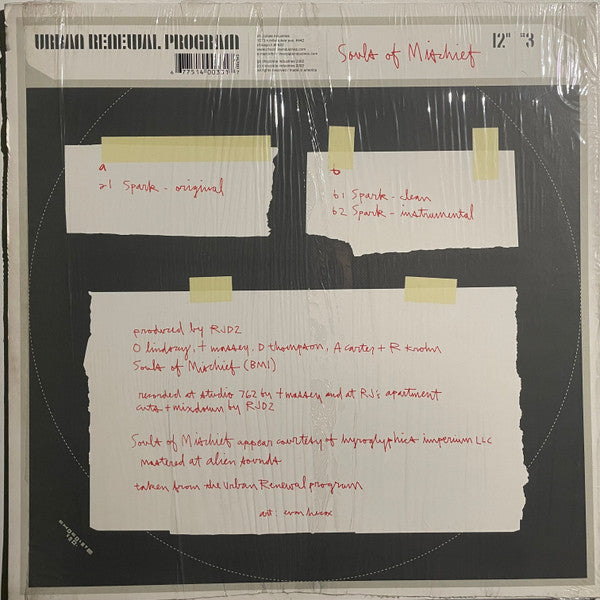 URBAN RENEWAL PROGRAM
Souls of Mischief
12" "3
a
a1 Spark - original
b
b1 Spark - clean
b2 Spark - instrumental
produced by RJD2
O lindsey, t massey, D thompson, A carter + R krohn
Souls of Mischief (BMI)
recorded at studio 762 by t massey and at RJ's apartment
cuts + mixdown by RJD2
Souls of Mischief appear courtesy of hiyroglyphics imperium LLC
mastered at alien sounds
taken from the urban Renewal program
art: evan hecox